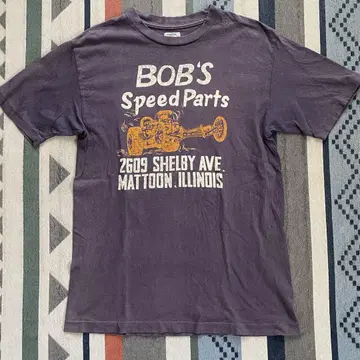 BOB'S
Speed Parts
2609 SHELBY AVE.
MATTOON, ILLINOIS